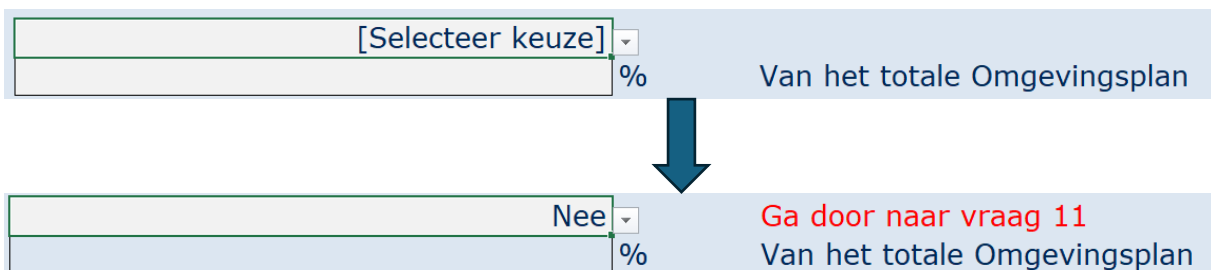 [Selecteer keuze]
% Van het totale Omgevingsplan
Nee Ga door naar vraag 11
% Van het totale Omgevingsplan